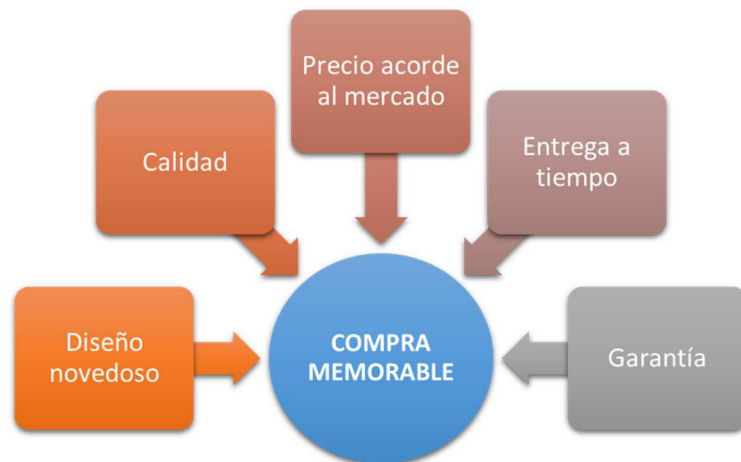 Precio acorde
al mercado
Calidad
Entrega a
tiempo
Diseño
novedoso
COMPRA
MEMORABLE
Garantía